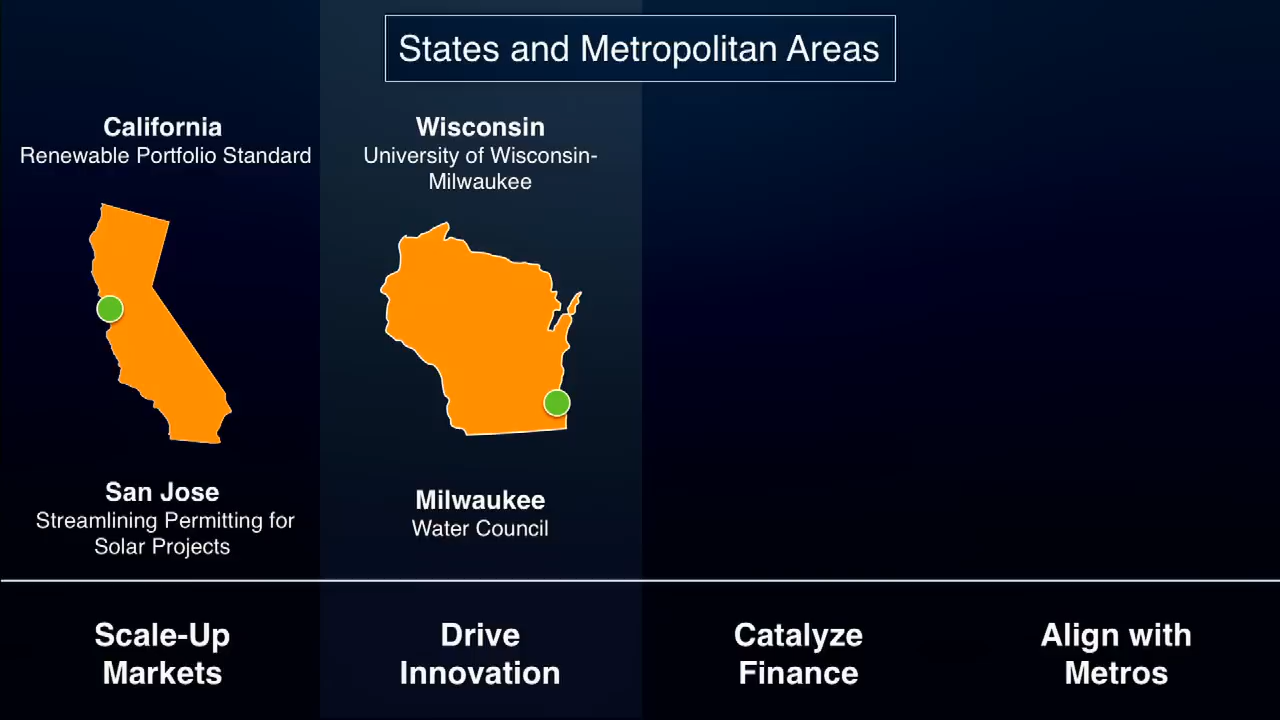 States and Metropolitan Areas
California
Renewable Portfolio Standard
San Jose
Streamlining Permitting for
Solar Projects
Scale-Up
Markets
Wisconsin
University of Wisconsin-
Milwaukee
Milwaukee
Water Council
Drive
Innovation
Catalyze
Finance
Align with
Metros